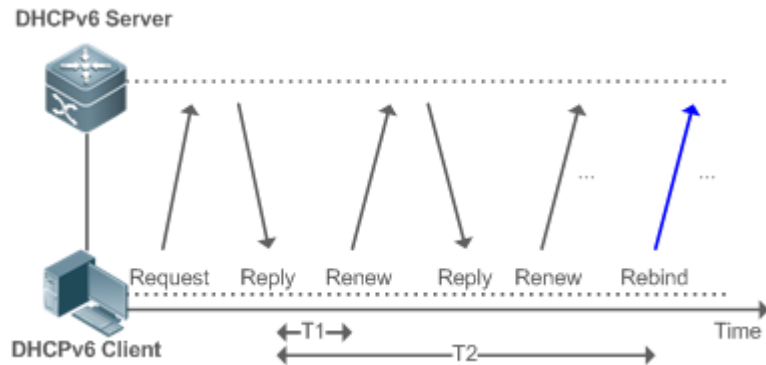 DHCPv6 Server
... ...
Request Reply Renew Reply Renew Rebind
T1
Time
T2
DHCPv6 Client